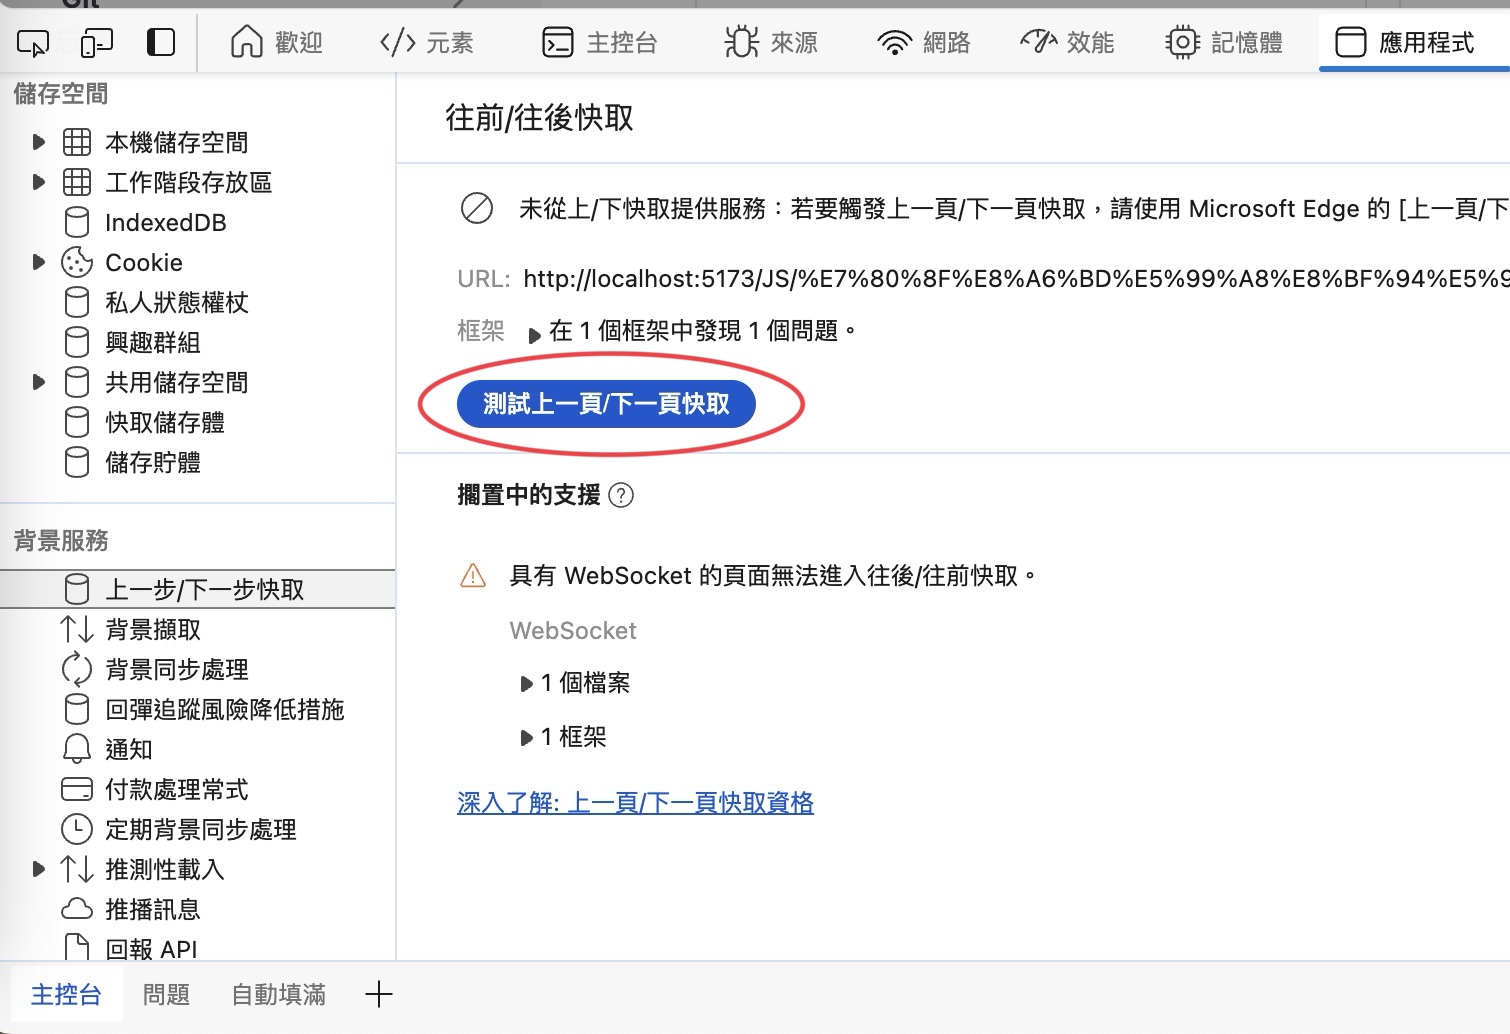 Git
歡迎
元素
主控台
來源
網路
效能
記憶體
應用程式
儲存空間
本機儲存空間
工作階段存放區
IndexedDB
Cookie
私人狀態權杖
興趣群組
共用儲存空間
快取儲存體
儲存貯體
背景服務
上一步/下一步快取
背景擷取
背景同步處理
回彈追蹤風險降低措施
通知
付款處理常式
定期背景同步處理
推測性載入
推播訊息
回報 API
往前/往後快取
未從上/下快取提供服務：若要觸發上一頁/下一頁快取，請使用 Microsoft Edge 的 [上一頁/下
URL: http://localhost:5173/JS/%E7%80%8F%E8%A6%BD%E5%99%A8%E8%BF%94%E5%9
框架 在 1 個框架中發現 1 個問題。
測試上一頁/下一頁快取
擱置中的支援
具有 WebSocket 的頁面無法進入往後/往前快取。
WebSocket
1 個檔案
1 框架
深入了解: 上一頁/下一頁快取資格
主控台
問題
自動填滿